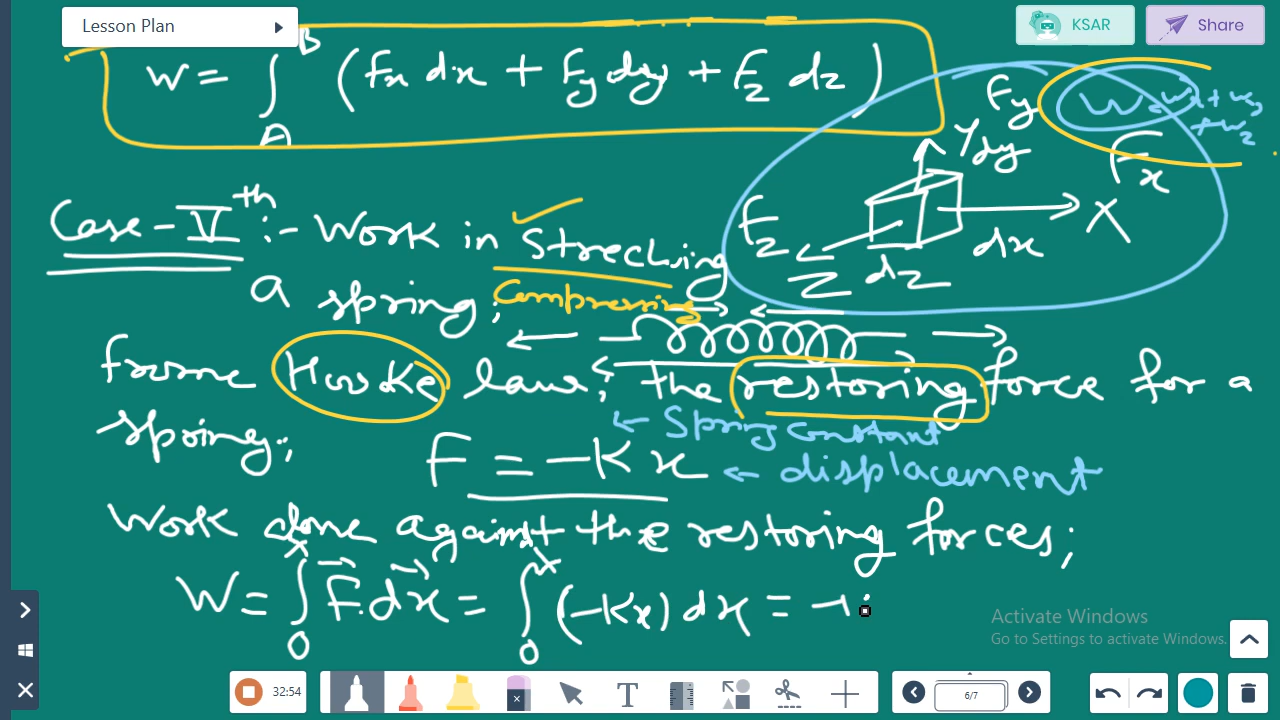 Lesson Plan
KSAR
Share
W = ∫_A^B (Fx dx + Fy dy + Fz dz)
Fy
W = Wx + Wy + Wz
Y dy
Fx
Fz
X
dx
Z dz
Case-Vth:- Work in Streching
a spring; Compressing
from Hooke law; the restoring force for a
spring; ← Spring constant
F = -Kx ← displacement
Work done against the restoring forces;
W = ∫_0^x F⃗.dx⃗ = ∫_0^x (-Kx) dx = -
Activate Windows
Go to Settings to activate Windows.
32:54
T
6/7